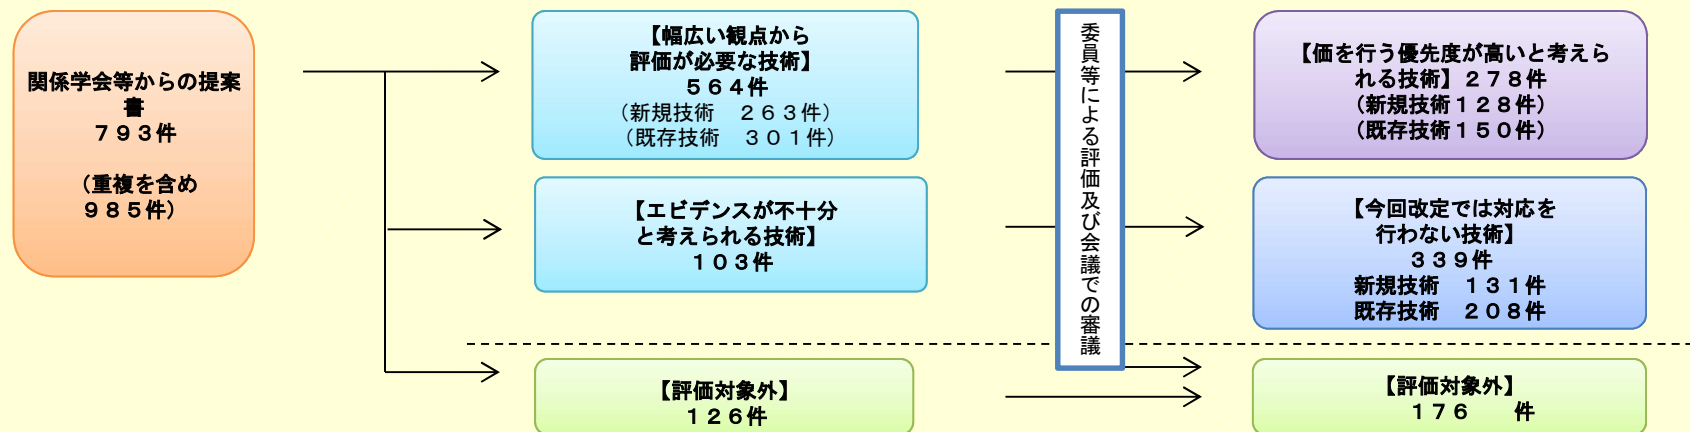 関係学会等からの提案
書
７９３件
（重複を含め
９８５件）
【幅広い観点から
評価が必要な技術】
５６４件
（新規技術　２６３件）
（既存技術　３０１件）
【エビデンスが不十分
と考えられる技術】
１０３件
【評価対象外】
１２６件
委員等による評価及び会議での審議
【価を行う優先度が高いと考えら
れる技術】２７８件
（新規技術１２８件）
（既存技術１５０件）
【今回改定では対応を
行わない技術】
３３９件
新規技術　１３１件
既存技術　２０８件
【評価対象外】
１７６　　件